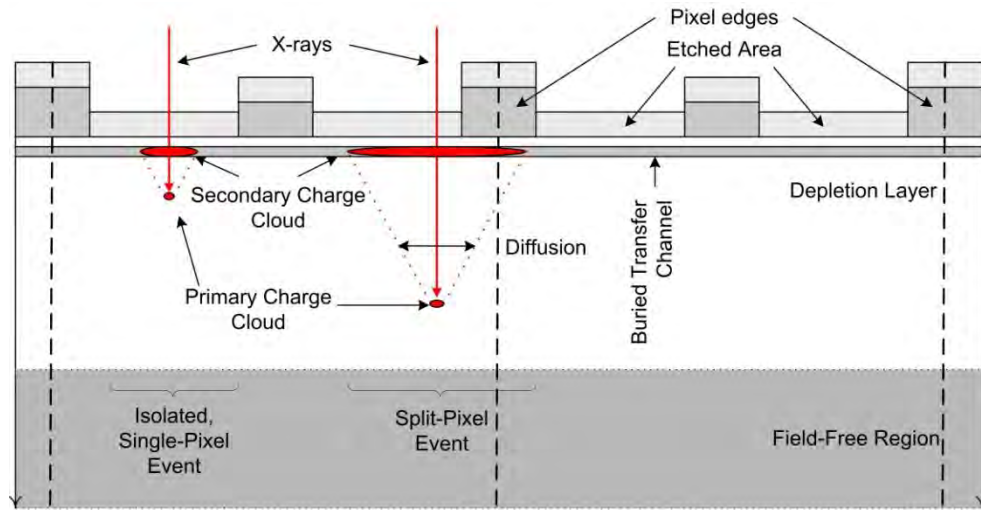 Pixel edges
X-rays
Etched Area
Secondary Charge
Cloud
Depletion Layer
Buried Transfer
Channel
Diffusion
Primary Charge
Cloud
Isolated,
Single-Pixel
Event
Split-Pixel
Event
Field-Free Region